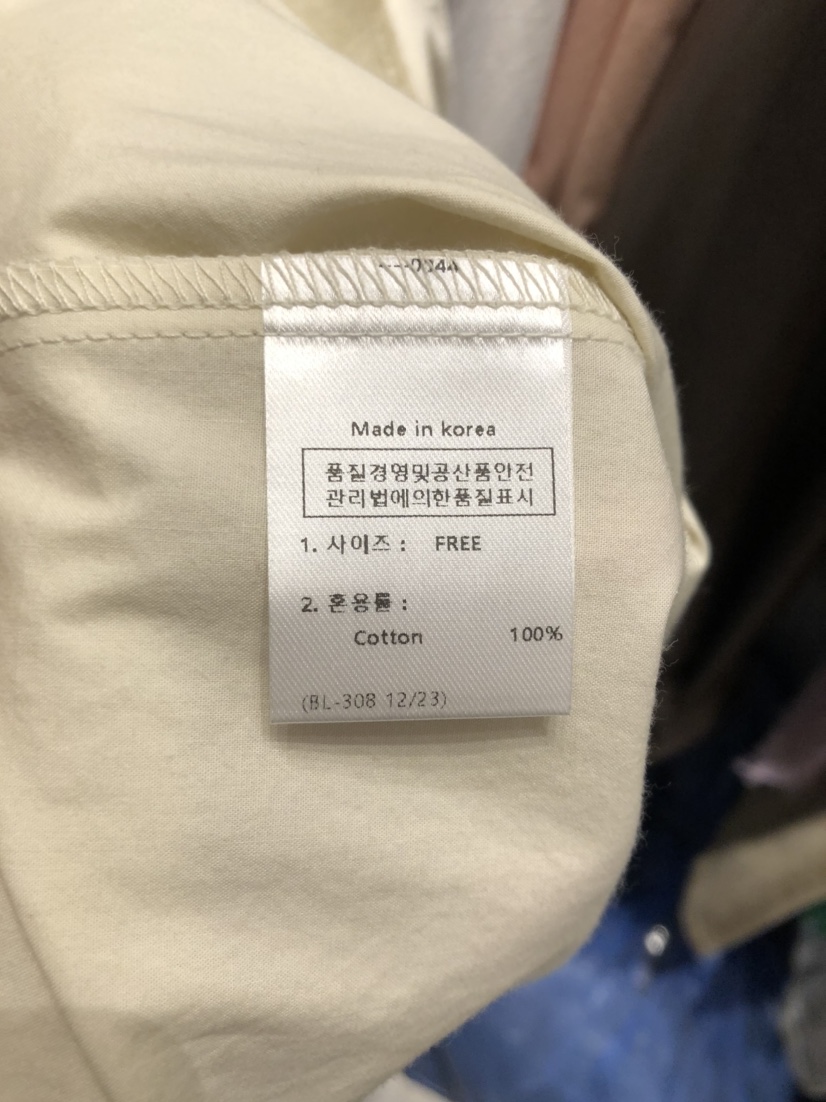 Made in korea
품질경영및공산품안전
관리법에의한품질표시
1. 사이즈 : FREE
2. 혼용률 :
Cotton 100%
(BL-308 12/23)